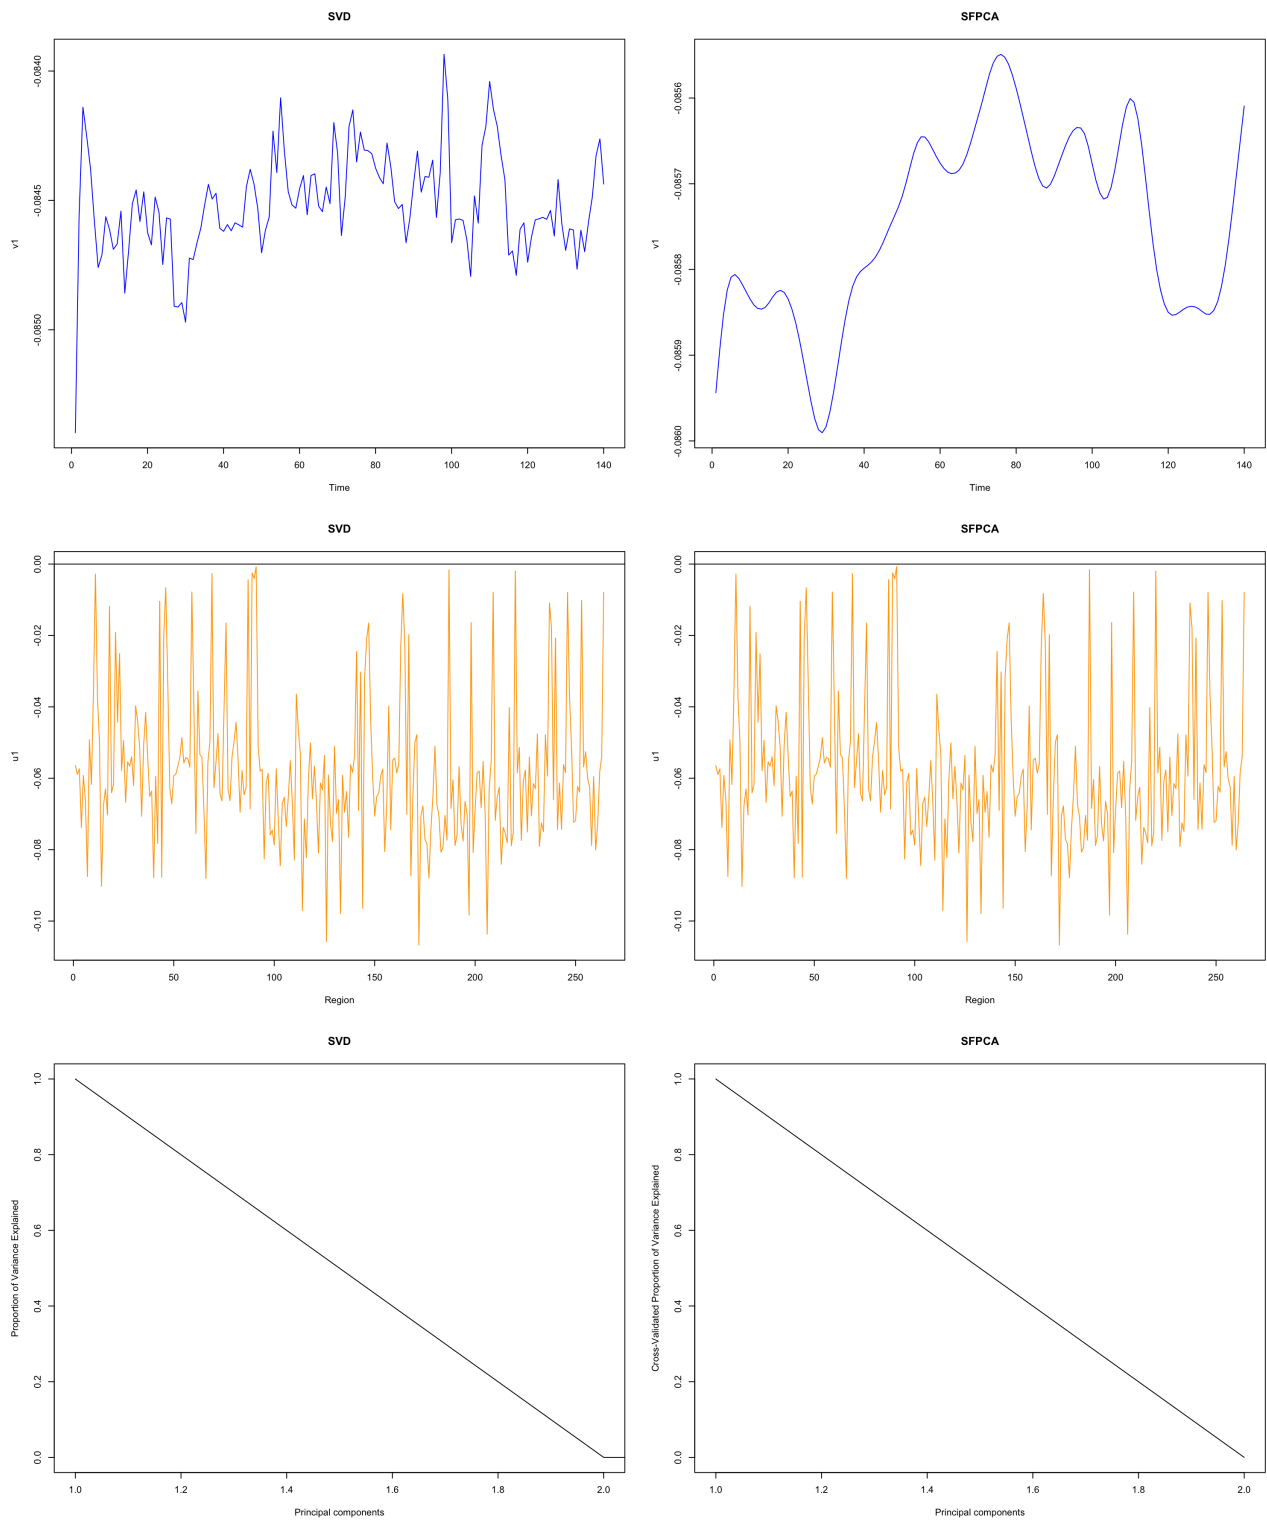 SVD
v1
-0.0840
-0.0845
-0.0850
0 20 40 60 80 100 120 140
Time
SFPCA
v1
-0.0856
-0.0857
-0.0858
-0.0859
-0.0860
0 20 40 60 80 100 120 140
Time
SVD
u1
0.00
-0.02
-0.04
-0.06
-0.08
-0.10
0 50 100 150 200 250
Region
SFPCA
u1
0.00
-0.02
-0.04
-0.06
-0.08
-0.10
0 50 100 150 200 250
Region
SVD
Proportion of Variance Explained
1.0
0.8
0.6
0.4
0.2
0.0
1.0 1.2 1.4 1.6 1.8 2.0
Principal components
SFPCA
Cross-Validated Proportion of Variance Explained
1.0
0.8
0.6
0.4
0.2
0.0
1.0 1.2 1.4 1.6 1.8 2.0
Principal components